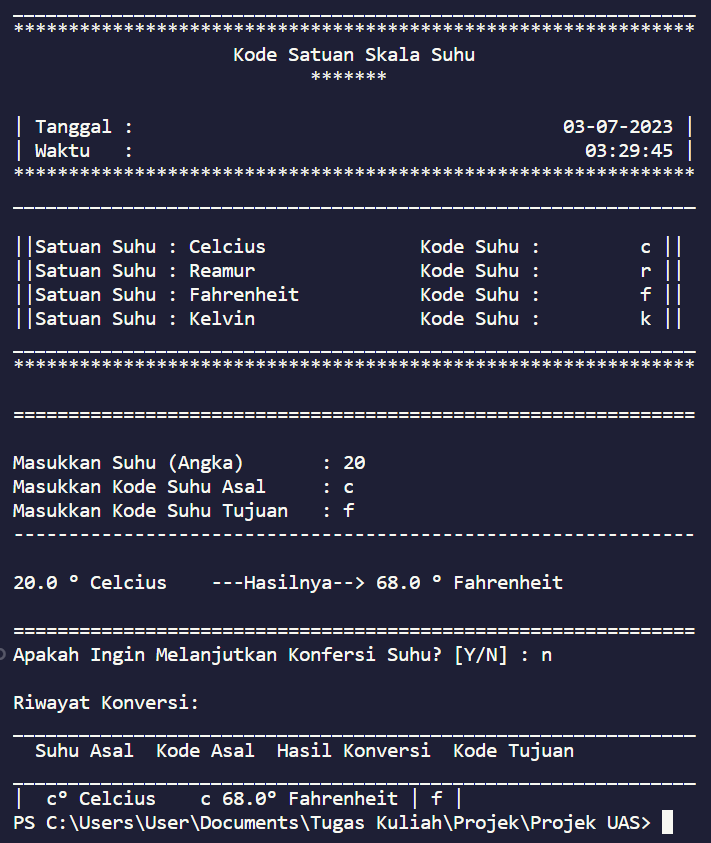 ______________________________________________________________
**************************************************************
Kode Satuan Skala Suhu
*******
| Tanggal : 03-07-2023 |
| Waktu : 03:29:45 |
**************************************************************
______________________________________________________________
||Satuan Suhu : Celcius Kode Suhu : c ||
||Satuan Suhu : Reamur Kode Suhu : r ||
||Satuan Suhu : Fahrenheit Kode Suhu : f ||
||Satuan Suhu : Kelvin Kode Suhu : k ||
______________________________________________________________
**************************************************************
==============================================================
Masukkan Suhu (Angka) : 20
Masukkan Kode Suhu Asal : c
Masukkan Kode Suhu Tujuan : f
--------------------------------------------------------------
20.0 ° Celcius ---Hasilnya--> 68.0 ° Fahrenheit
==============================================================
Apakah Ingin Melanjutkan Konfersi Suhu? [Y/N] : n
Riwayat Konversi:
______________________________________________________________
Suhu Asal Kode Asal Hasil Konversi Kode Tujuan
______________________________________________________________
| c° Celcius c 68.0° Fahrenheit | f |
PS C:\Users\User\Documents\Tugas Kuliah\Projek\Projek UAS>